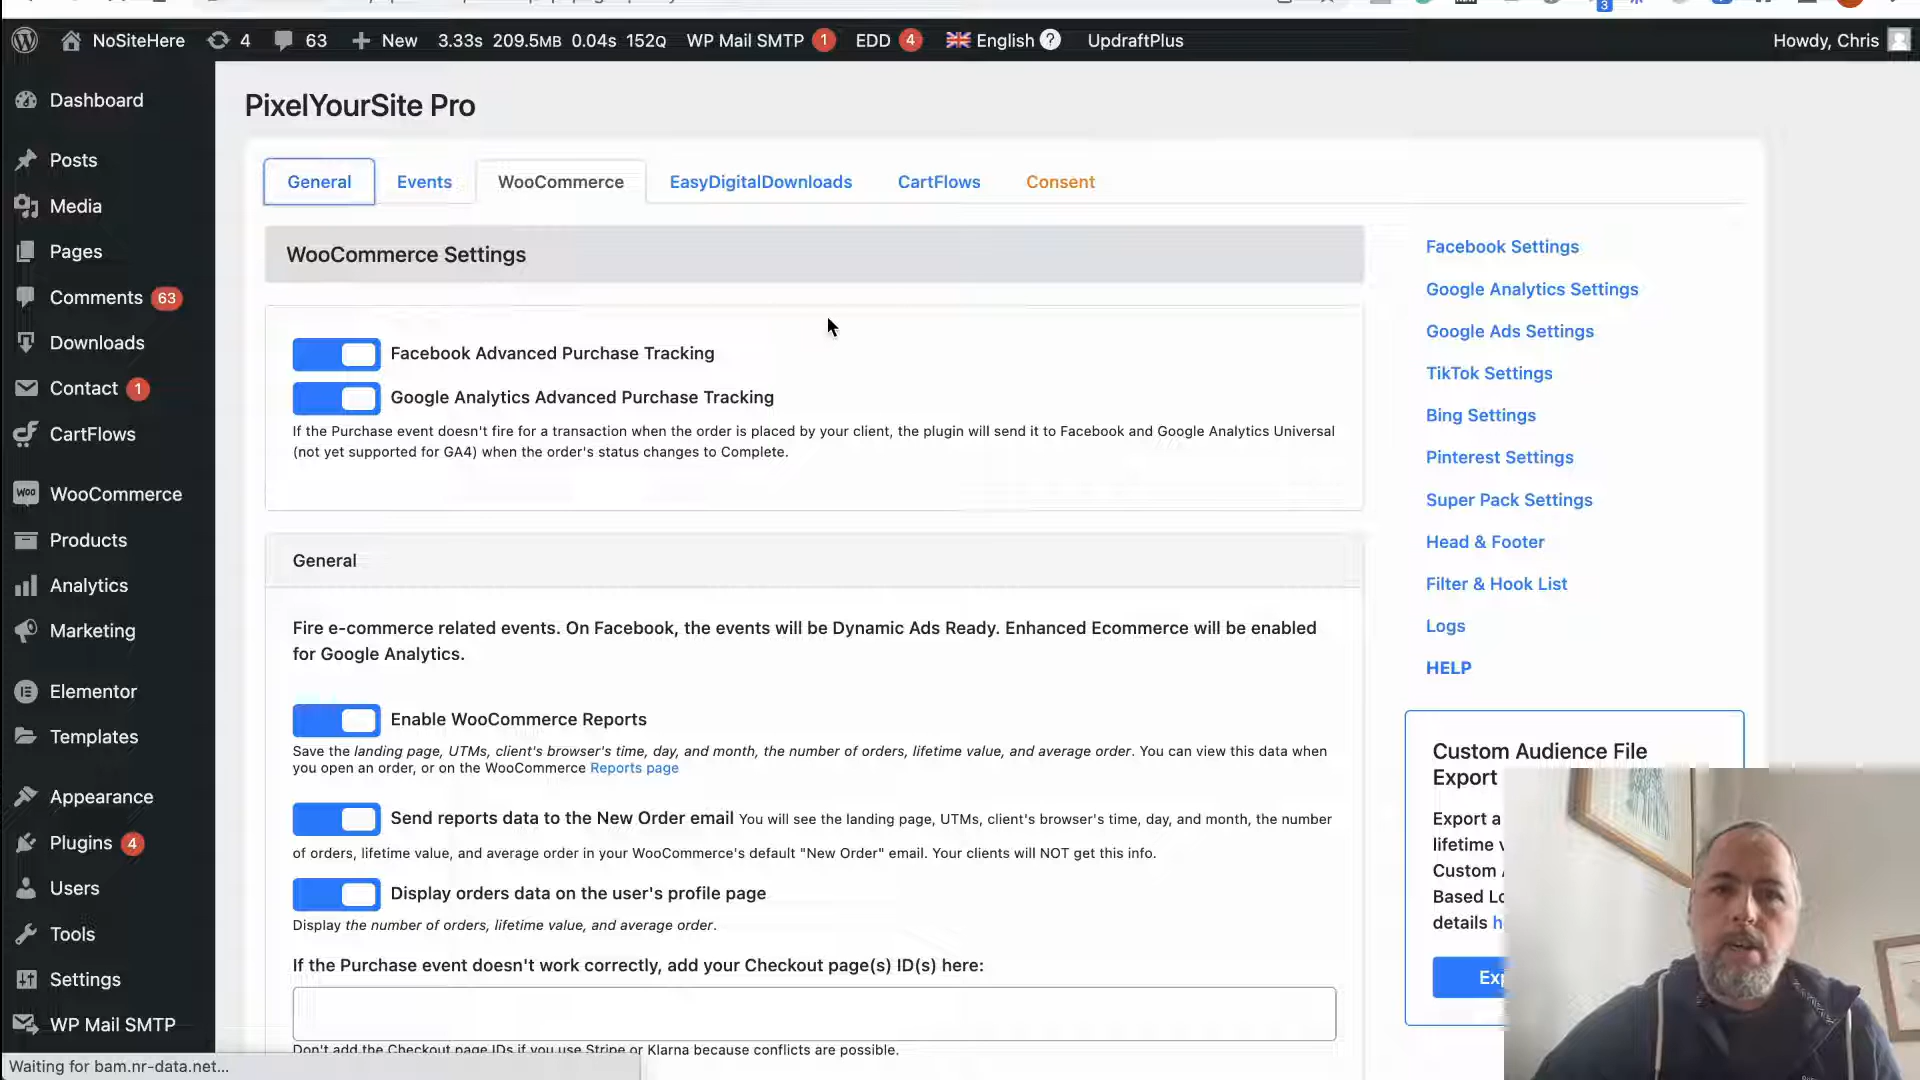 NoSiteHere 4 63 New 3.33s 209.5MB 0.04s 152Q WP Mail SMTP 1 EDD 4 English ? UpdraftPlus Howdy, Chris
Dashboard
Posts
Media
Pages
Comments 63
Downloads
Contact 1
CartFlows
WooCommerce
Products
Analytics
Marketing
Elementor
Templates
Appearance
Plugins 4
Users
Tools
Settings
WP Mail SMTP
Waiting for bam.nr-data.net...
PixelYourSite Pro
General Events WooCommerce EasyDigitalDownloads CartFlows Consent
WooCommerce Settings
Facebook Advanced Purchase Tracking
Google Analytics Advanced Purchase Tracking
If the Purchase event doesn't fire for a transaction when the order is placed by your client, the plugin will send it to Facebook and Google Analytics Universal
(not yet supported for GA4) when the order's status changes to Complete.
General
Fire e-commerce related events. On Facebook, the events will be Dynamic Ads Ready. Enhanced Ecommerce will be enabled
for Google Analytics.
Enable WooCommerce Reports
Save the landing page, UTMs, client's browser's time, day, and month, the number of orders, lifetime value, and average order. You can view this data when
you open an order, or on the WooCommerce Reports page
Send reports data to the New Order email You will see the landing page, UTMs, client's browser's time, day, and month, the number
of orders, lifetime value, and average order in your WooCommerce's default "New Order" email. Your clients will NOT get this info.
Display orders data on the user's profile page
Display the number of orders, lifetime value, and average order.
If the Purchase event doesn't work correctly, add your Checkout page(s) ID(s) here:
Don't add the Checkout page IDs if you use Stripe or Klarna because conflicts are possible.
Facebook Settings
Google Analytics Settings
Google Ads Settings
TikTok Settings
Bing Settings
Pinterest Settings
Super Pack Settings
Head & Footer
Filter & Hook List
Logs
HELP
Custom Audience File
Export
Export a
lifetime
Custom
Based
details